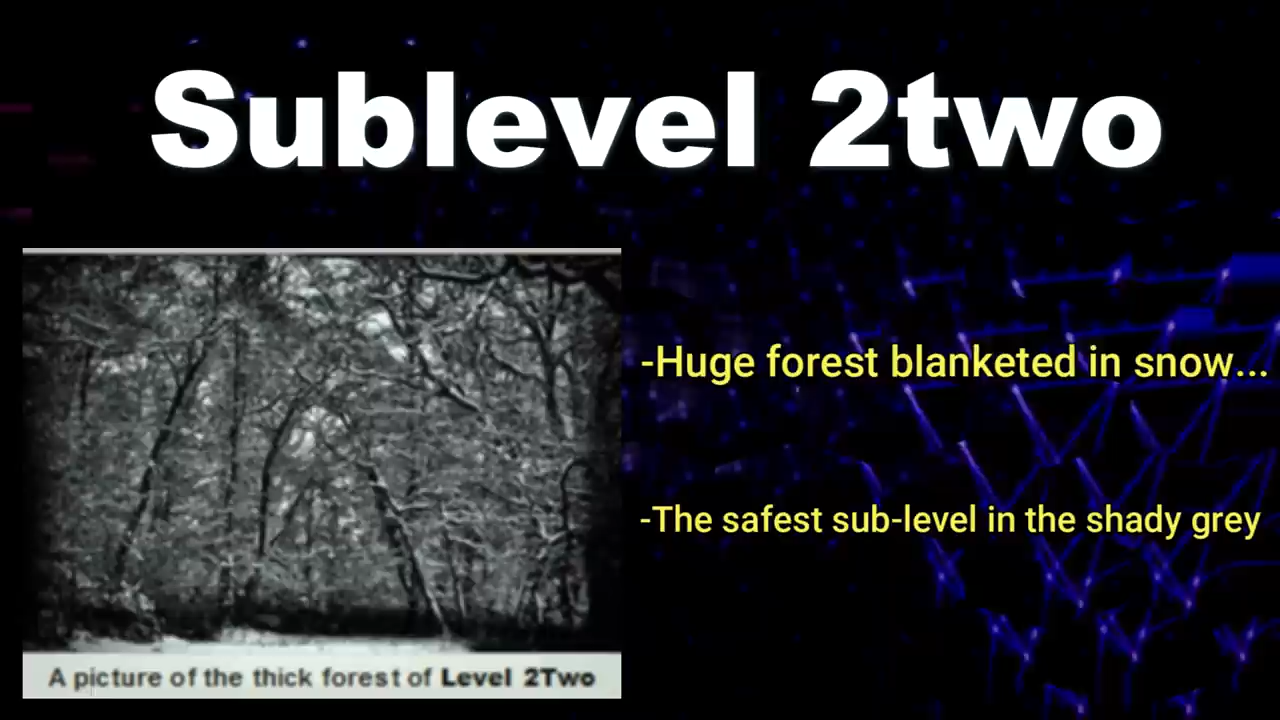 Sublevel 2two
-Huge forest blanketed in snow...
-The safest sub-level in the shady grey
A picture of the thick forest of Level 2Two